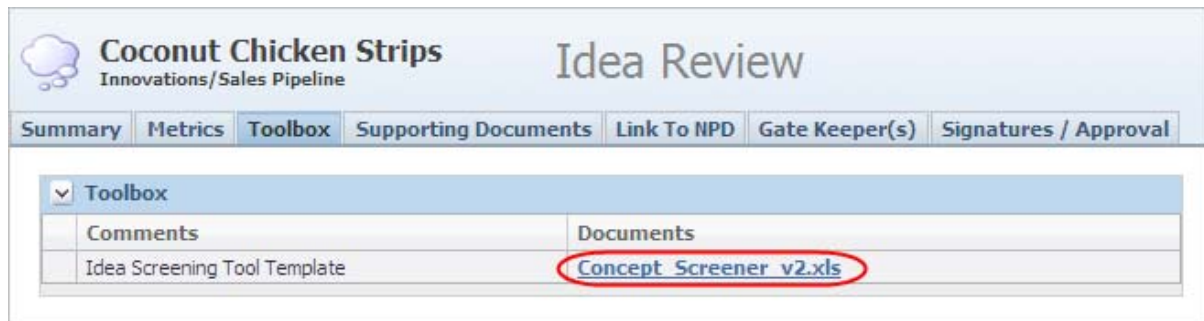 Coconut Chicken Strips
Innovations/Sales Pipeline
Idea Review
Summary Metrics Toolbox Supporting Documents Link To NPD Gate Keeper(s) Signatures / Approval
Toolbox
Comments Documents
Idea Screening Tool Template Concept_Screener_v2.xls